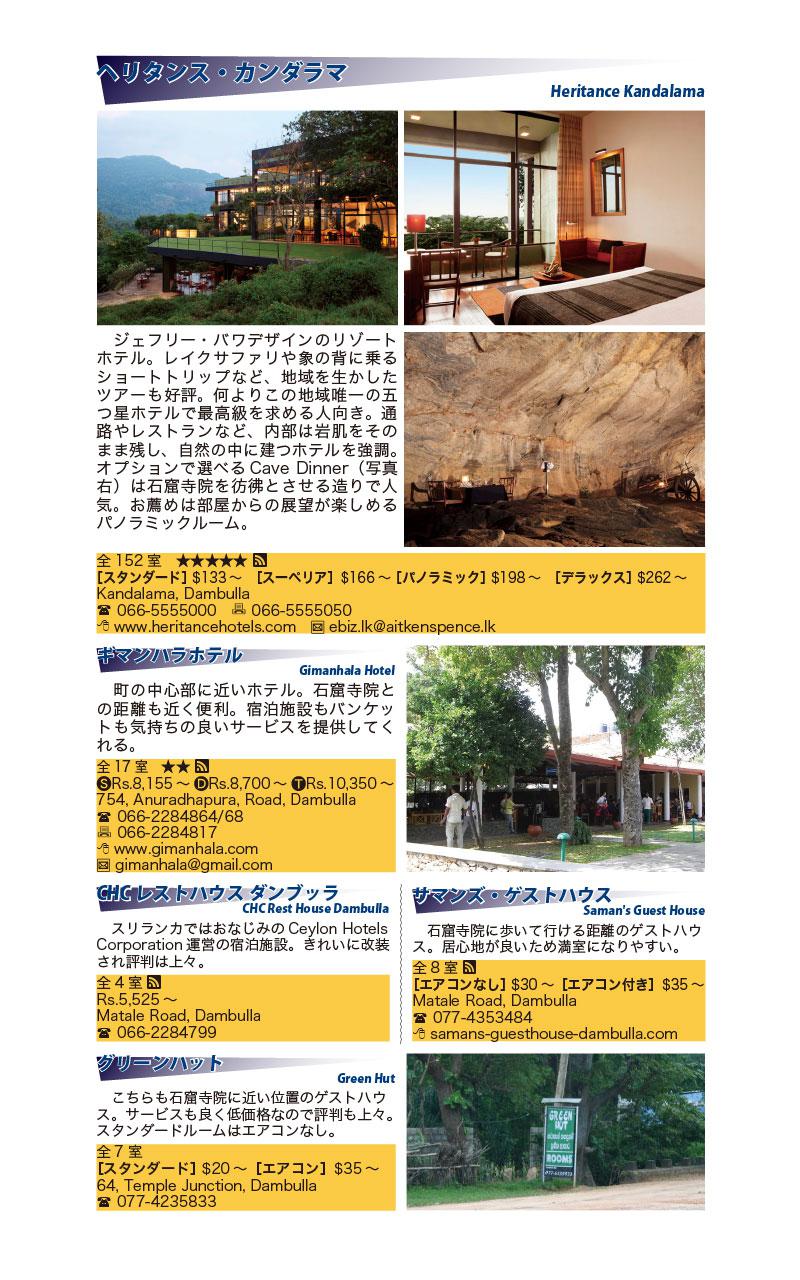 ヘリタンス・カンダラマ
Heritance Kandalama
ジェフリー・バワデザインのリゾート
ホテル。レイクサファリや象の背に乗る
ショートトリップなど、地域を生かした
ツアーも好評。何よりこの地域唯一の五
つ星ホテルで最高級を求める人向き。通
路やレストランなど、内部は岩肌をその
まま残し、自然の中に建つホテルを強調。
オプションで選べる Cave Dinner（写真
右）は石窟寺院を彷彿とさせる造りで人
気。お薦めは部屋からの展望が楽しめる
パノラミックルーム。
全 152 室 ★★★★★
[スタンダード] $133～ [スーペリア] $166～ [パノラミック] $198～ [デラックス] $262～
Kandalama, Dambulla
☎ 066-5555000 066-5555050
www.heritancehotels.com ebiz.lk@aitkenspence.lk
ギマンハラホテル
Gimanhala Hotel
町の中心部に近いホテル。石窟寺院と
の距離も近く便利。宿泊施設もバンケッ
トも気持ちの良いサービスを提供してく
れる。
全 17 室 ★★
ⓈRs.8,155～ ⒹRs.8,700～ ⓉRs.10,350～
754, Anuradhapura, Road, Dambulla
☎ 066-2284864/68
066-2284817
www.gimanhala.com
gimanhala@gmail.com
CHC レストハウス ダンブッラ
CHC Rest House Dambulla
スリランカではおなじみの Ceylon Hotels
Corporation 運営の宿泊施設。きれいに改装
され評判は上々。
全 4 室
Rs.5,525～
Matale Road, Dambulla
☎ 066-2284799
サマンズ・ゲストハウス
Saman's Guest House
石窟寺院に歩いて行ける距離のゲストハウ
ス。居心地が良いため満室になりやすい。
全 8 室
[エアコンなし] $30～ [エアコン付き] $35～
Matale Road, Dambulla
☎ 077-4353484
samans-guesthouse-dambulla.com
グリーンハット
Green Hut
こちらも石窟寺院に近い位置のゲストハウ
ス。サービスも良く低価格なので評判も上々。
スタンダードルームはエアコンなし。
全 7 室
[スタンダード] $20～ [エアコン] $35～
64, Temple Junction, Dambulla
☎ 077-4235833
GREEN
HUT
ROOMS